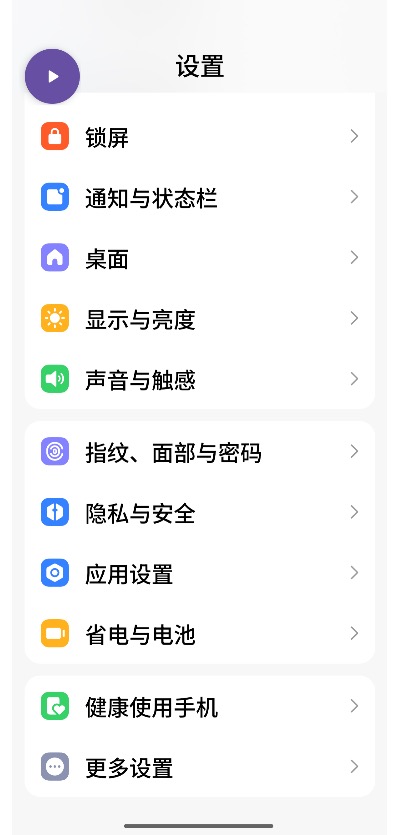 设置
锁屏
通知与状态栏
桌面
显示与亮度
声音与触感
指纹、面部与密码
隐私与安全
应用设置
省电与电池
健康使用手机
更多设置